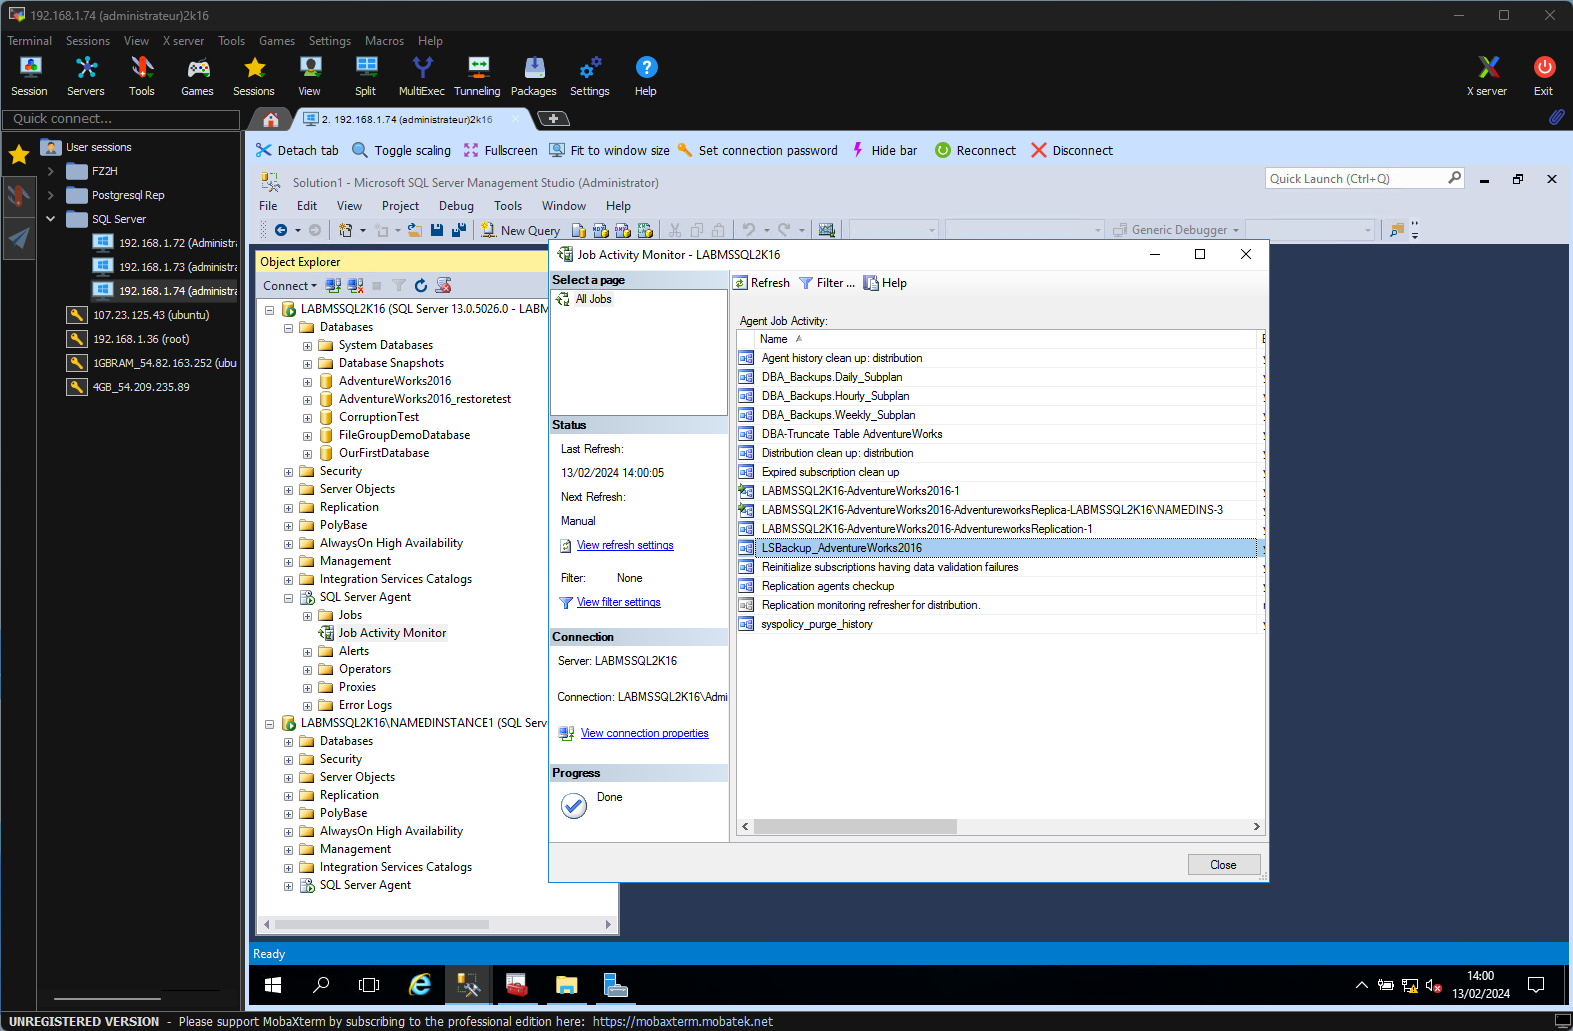 192.168.1.74 (administrateur)2k16
Terminal Sessions View X server Tools Games Settings Macros Help
Session Servers Tools Games Sessions View Split MultiExec Tunneling Packages Settings Help X server Exit
Quick connect...
2. 192.168.1.74 (administrateur)2k16
User sessions
FZ2H
Postgresql Rep
SQL Server
192.168.1.72 (Administra
192.168.1.73 (administra
192.168.1.74 (administra
107.23.125.43 (ubuntu)
192.168.1.36 (root)
1GBRAM_54.82.163.252 (ubu
4GB_54.209.235.89
Detach tab Toggle scaling Fullscreen Fit to window size Set connection password Hide bar Reconnect Disconnect
Solution1 - Microsoft SQL Server Management Studio (Administrator)
Quick Launch (Ctrl+Q)
File Edit View Project Debug Tools Window Help
New Query
Generic Debugger
Object Explorer
Connect
LABMSSQL2K16 (SQL Server 13.0.5026.0 - LABM
Databases
System Databases
Database Snapshots
AdventureWorks2016
AdventureWorks2016_restoretest
CorruptionTest
FileGroupDemoDatabase
OurFirstDatabase
Security
Server Objects
Replication
PolyBase
AlwaysOn High Availability
Management
Integration Services Catalogs
SQL Server Agent
Jobs
Job Activity Monitor
Alerts
Operators
Proxies
Error Logs
LABMSSQL2K16\NAMEDINSTANCE1 (SQL Serv
Databases
Security
Server Objects
Replication
PolyBase
AlwaysOn High Availability
Management
Integration Services Catalogs
SQL Server Agent
Job Activity Monitor - LABMSSQL2K16
Select a page
All Jobs
Status
Last Refresh:
13/02/2024 14:00:05
Next Refresh:
Manual
View refresh settings
Filter: None
View filter settings
Connection
Server: LABMSSQL2K16
Connection: LABMSSQL2K16\Admi
View connection properties
Progress
Done
Refresh Filter ... Help
Agent Job Activity:
Name
Agent history clean up: distribution
DBA_Backups.Daily_Subplan
DBA_Backups.Hourly_Subplan
DBA_Backups.Weekly_Subplan
DBA-Truncate Table AdventureWorks
Distribution clean up: distribution
Expired subscription clean up
LABMSSQL2K16-AdventureWorks2016-1
LABMSSQL2K16-AdventureWorks2016-AdventureworksReplica-LABMSSQL2K16\NAMEDINS-3
LABMSSQL2K16-AdventureWorks2016-AdventureworksReplication-1
LSBackup_AdventureWorks2016
Reinitialize subscriptions having data validation failures
Replication agents checkup
Replication monitoring refresher for distribution.
syspolicy_purge_history
Close
Ready
14:00
13/02/2024
UNREGISTERED VERSION - Please support MobaXterm by subscribing to the professional edition here: https://mobaxterm.mobatek.net